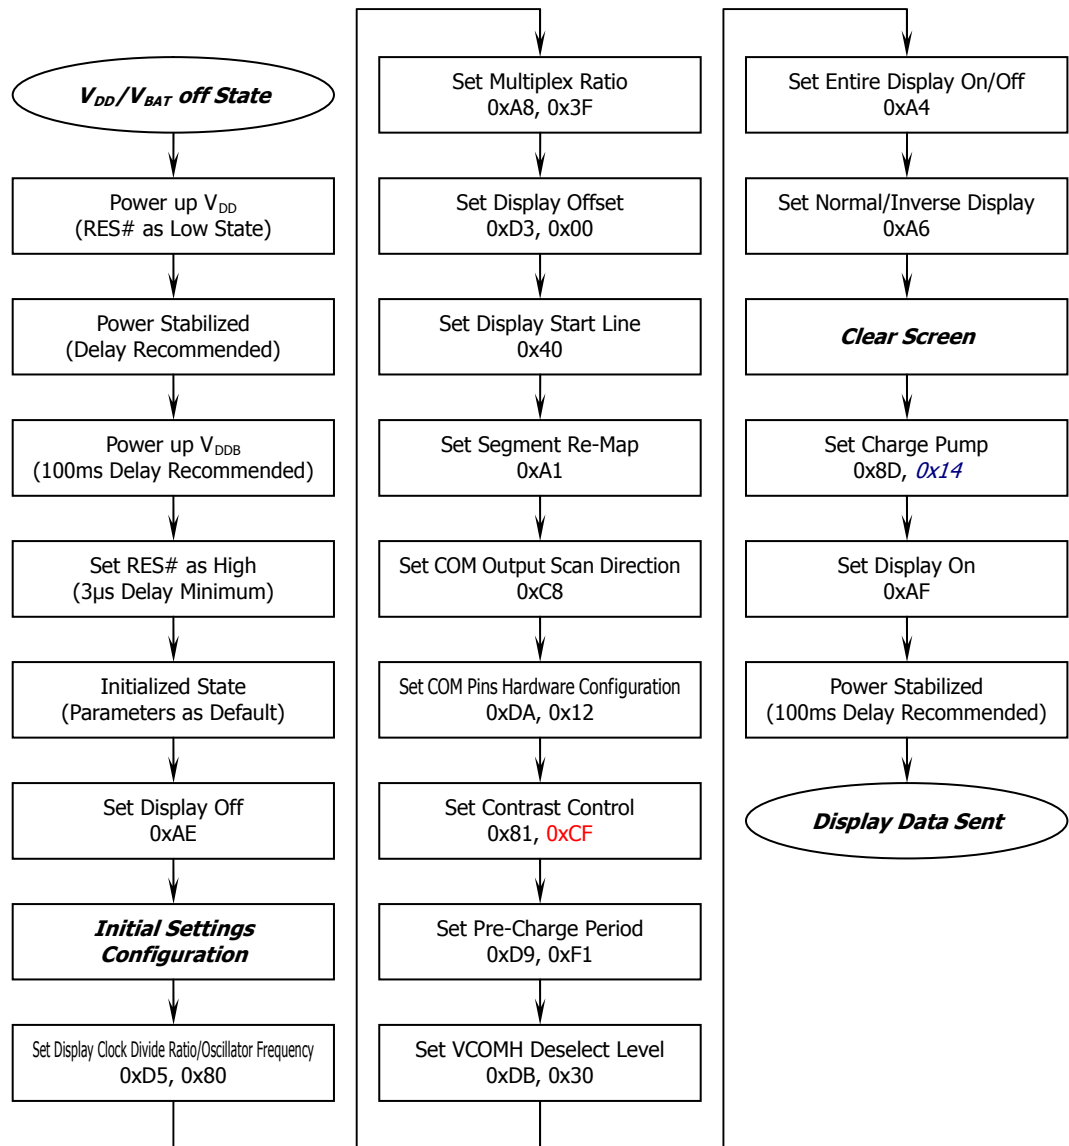 V_DD/V_BAT off State
Power up V_DD
(RES# as Low State)
Power Stabilized
(Delay Recommended)
Power up V_DDB
(100ms Delay Recommended)
Set RES# as High
(3μs Delay Minimum)
Initialized State
(Parameters as Default)
Set Display Off
0xAE
Initial Settings
Configuration
Set Display Clock Divide Ratio/Oscillator Frequency
0xD5, 0x80
Set Multiplex Ratio
0xA8, 0x3F
Set Display Offset
0xD3, 0x00
Set Display Start Line
0x40
Set Segment Re-Map
0xA1
Set COM Output Scan Direction
0xC8
Set COM Pins Hardware Configuration
0xDA, 0x12
Set Contrast Control
0x81, 0xCF
Set Pre-Charge Period
0xD9, 0xF1
Set VCOMH Deselect Level
0xDB, 0x30
Set Entire Display On/Off
0xA4
Set Normal/Inverse Display
0xA6
Clear Screen
Set Charge Pump
0x8D, 0x14
Set Display On
0xAF
Power Stabilized
(100ms Delay Recommended)
Display Data Sent